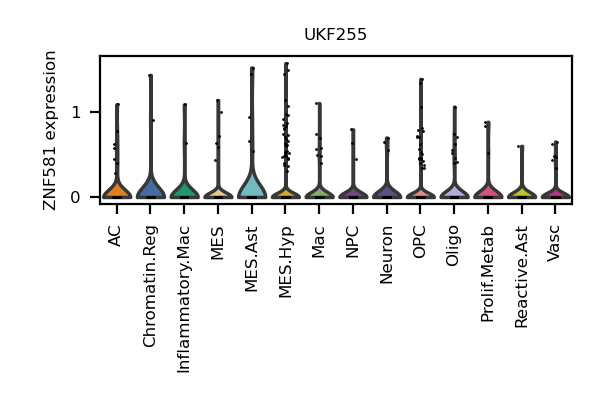 UKF255
ZNF581 expression
1
0
AC
Chromatin.Reg
Inflammatory.Mac
MES
MES.Ast
MES.Hyp
Mac
NPC
Neuron
OPC
Oligo
Prolif.Metab
Reactive.Ast
Vasc